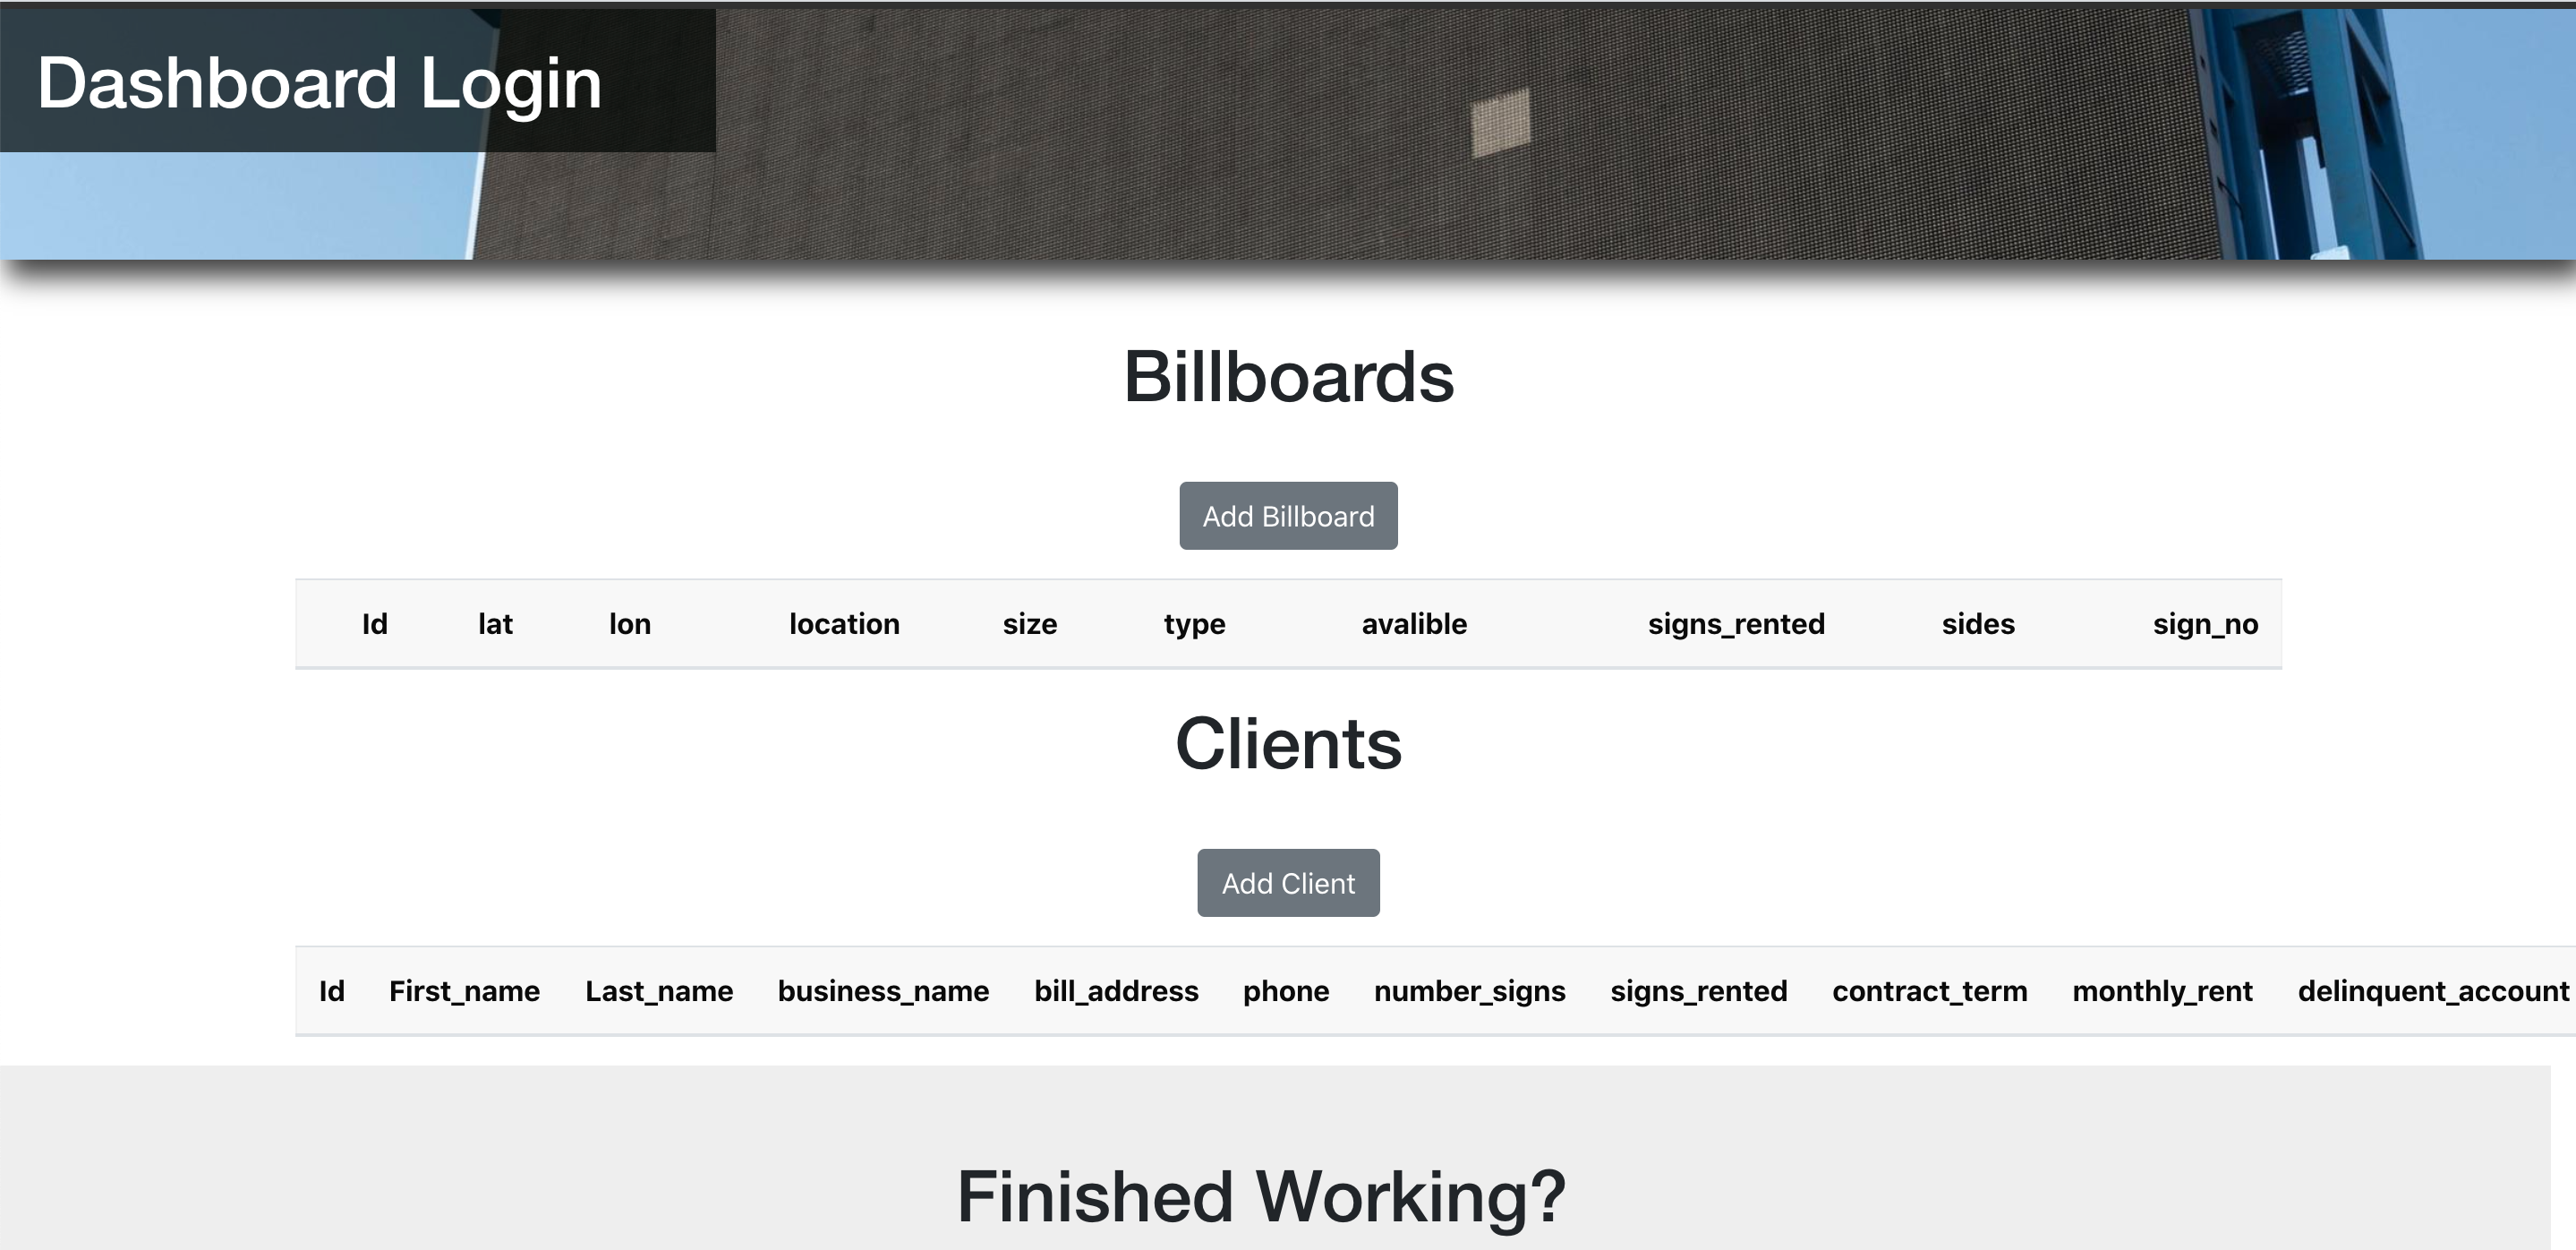 Dashboard Login
Billboards
Add Billboard
Id lat lon location size type avalible signs_rented sides sign_no
Clients
Add Client
Id First_name Last_name business_name bill_address phone number_signs signs_rented contract_term monthly_rent delinquent_account
Finished Working?